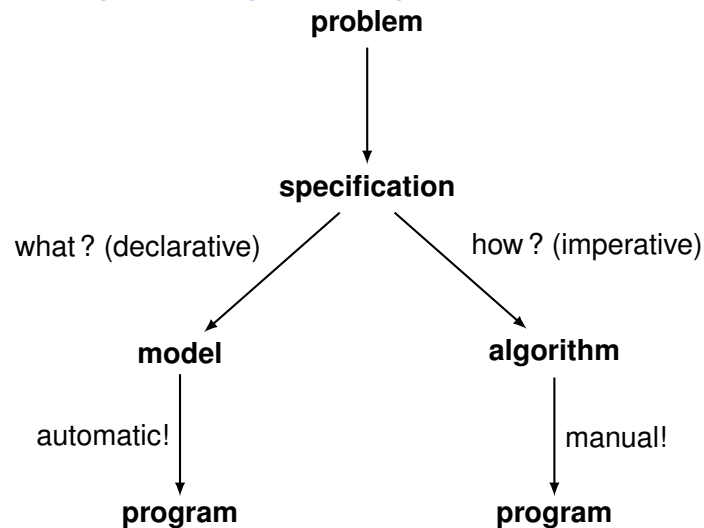 problem
specification
what ? (declarative)
how ? (imperative)
model
algorithm
automatic!
manual!
program
program